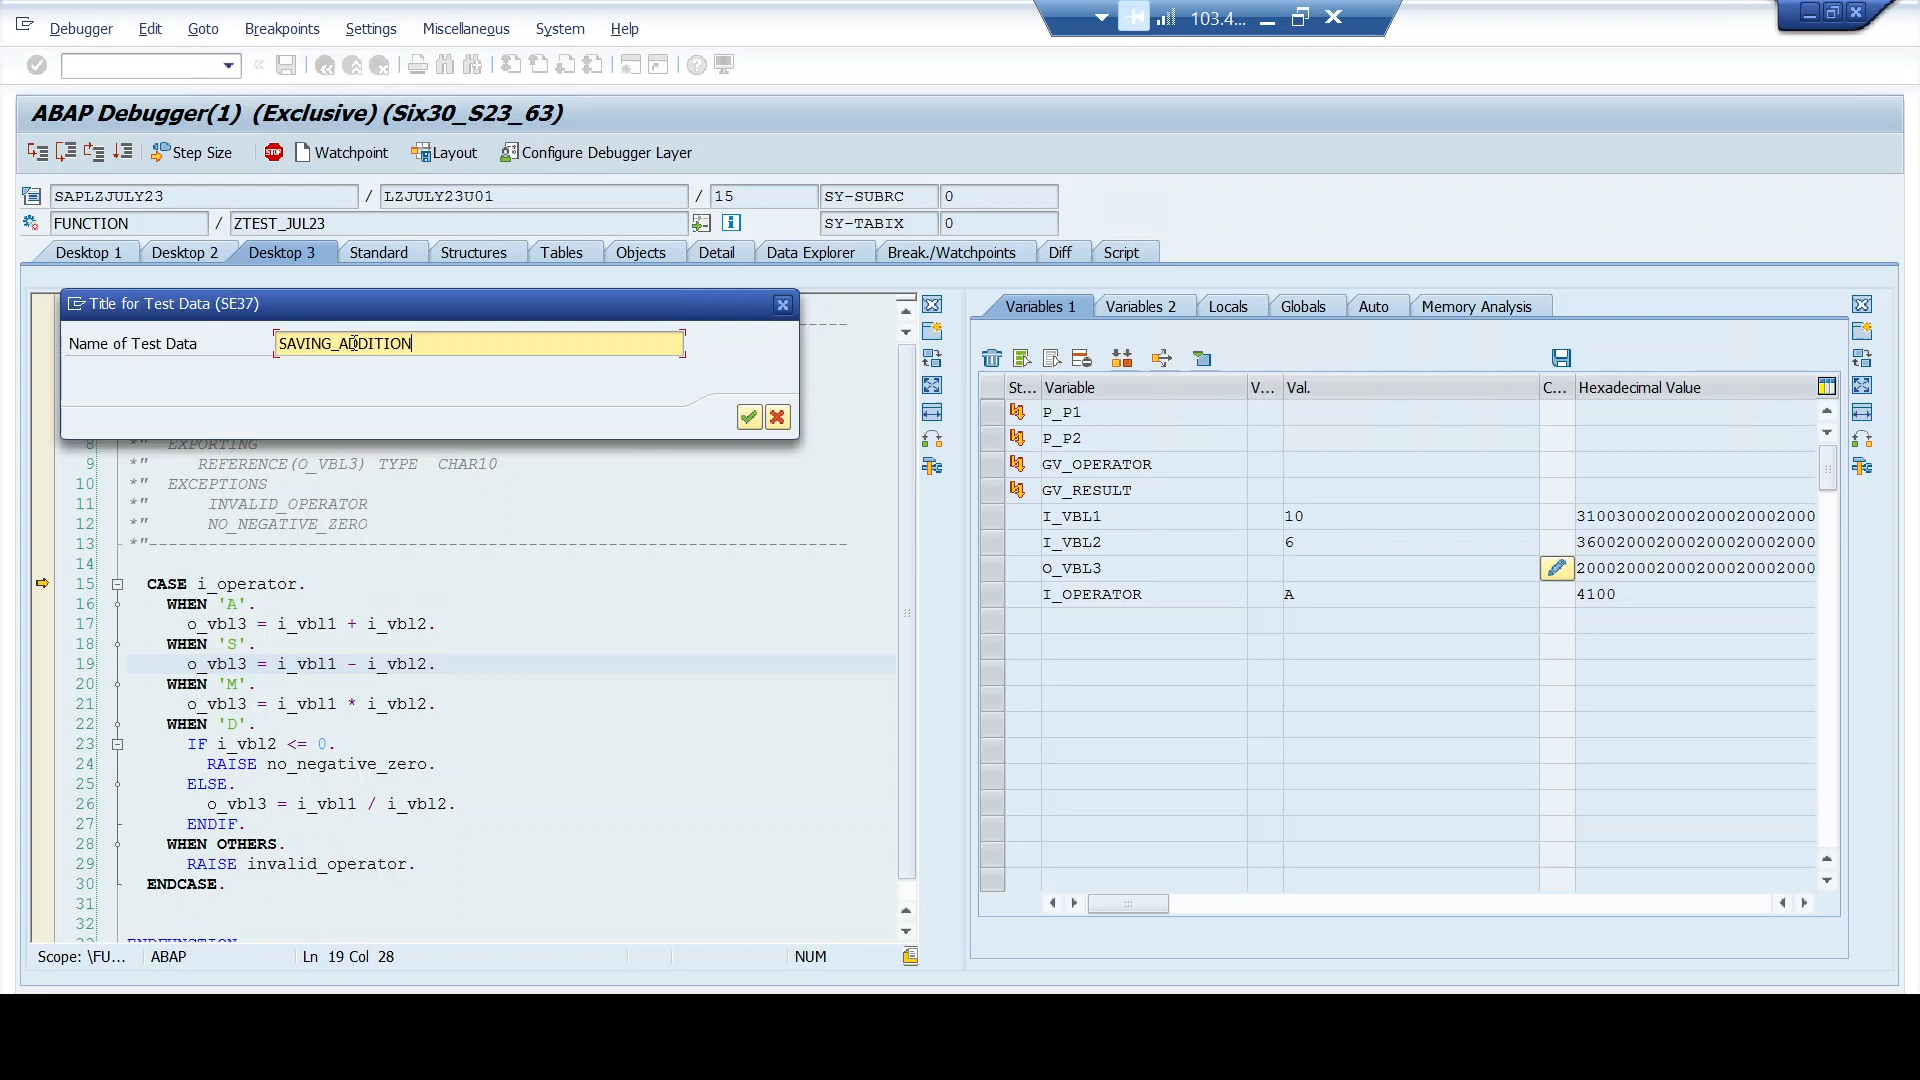 Debugger Edit Goto Breakpoints Settings Miscellaneous System Help
103.4...
ABAP Debugger(1) (Exclusive) (Six30_S23_63)
Step Size STOP Watchpoint Layout Configure Debugger Layer
SAPLZJULY23 / LZJULY23U01 / 15 SY-SUBRC 0
FUNCTION / ZTEST_JUL23 SY-TABIX 0
Desktop 1 Desktop 2 Desktop 3 Standard Structures Tables Objects Detail Data Explorer Break./Watchpoints Diff Script
Title for Test Data (SE37)
Name of Test Data SAVING_ADDITION
8 *" EXPORTING
9 *" REFERENCE(O_VBL3) TYPE CHAR10
10 *" EXCEPTIONS
11 *" INVALID_OPERATOR
12 *" NO_NEGATIVE_ZERO
13 *"----------------------------------------------------------------------
14
15 CASE i_operator.
16 WHEN 'A'.
17 o_vbl3 = i_vbl1 + i_vbl2.
18 WHEN 'S'.
19 o_vbl3 = i_vbl1 - i_vbl2.
20 WHEN 'M'.
21 o_vbl3 = i_vbl1 * i_vbl2.
22 WHEN 'D'.
23 IF i_vbl2 <= 0.
24 RAISE no_negative_zero.
25 ELSE.
26 o_vbl3 = i_vbl1 / i_vbl2.
27 ENDIF.
28 WHEN OTHERS.
29 RAISE invalid_operator.
30 ENDCASE.
31
32
33 ENDFUNCTION
Scope: \FU... ABAP Ln 19 Col 28 NUM
Variables 1 Variables 2 Locals Globals Auto Memory Analysis
St... Variable V... Val. C... Hexadecimal Value
P_P1
P_P2
GV_OPERATOR
GV_RESULT
I_VBL1 10 310030002000200020002000
I_VBL2 6 360020002000200020002000
O_VBL3 200020002000200020002000
I_OPERATOR A 4100